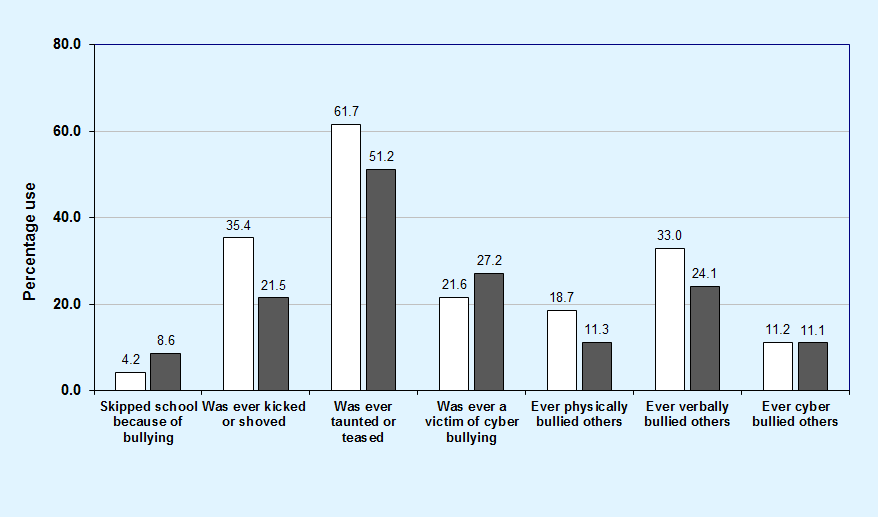 80.0
60.0
40.0
20.0
0.0
Percentage use
4.2
8.6
35.4
21.5
61.7
51.2
21.6
27.2
18.7
11.3
33.0
24.1
11.2
11.1
Skipped school
because of
bullying
Was ever kicked
or shoved
Was ever
taunted or
teased
Was ever a
victim of cyber
bullying
Ever physically
bullied others
Ever verbally
bullied others
Ever cyber
bullied others